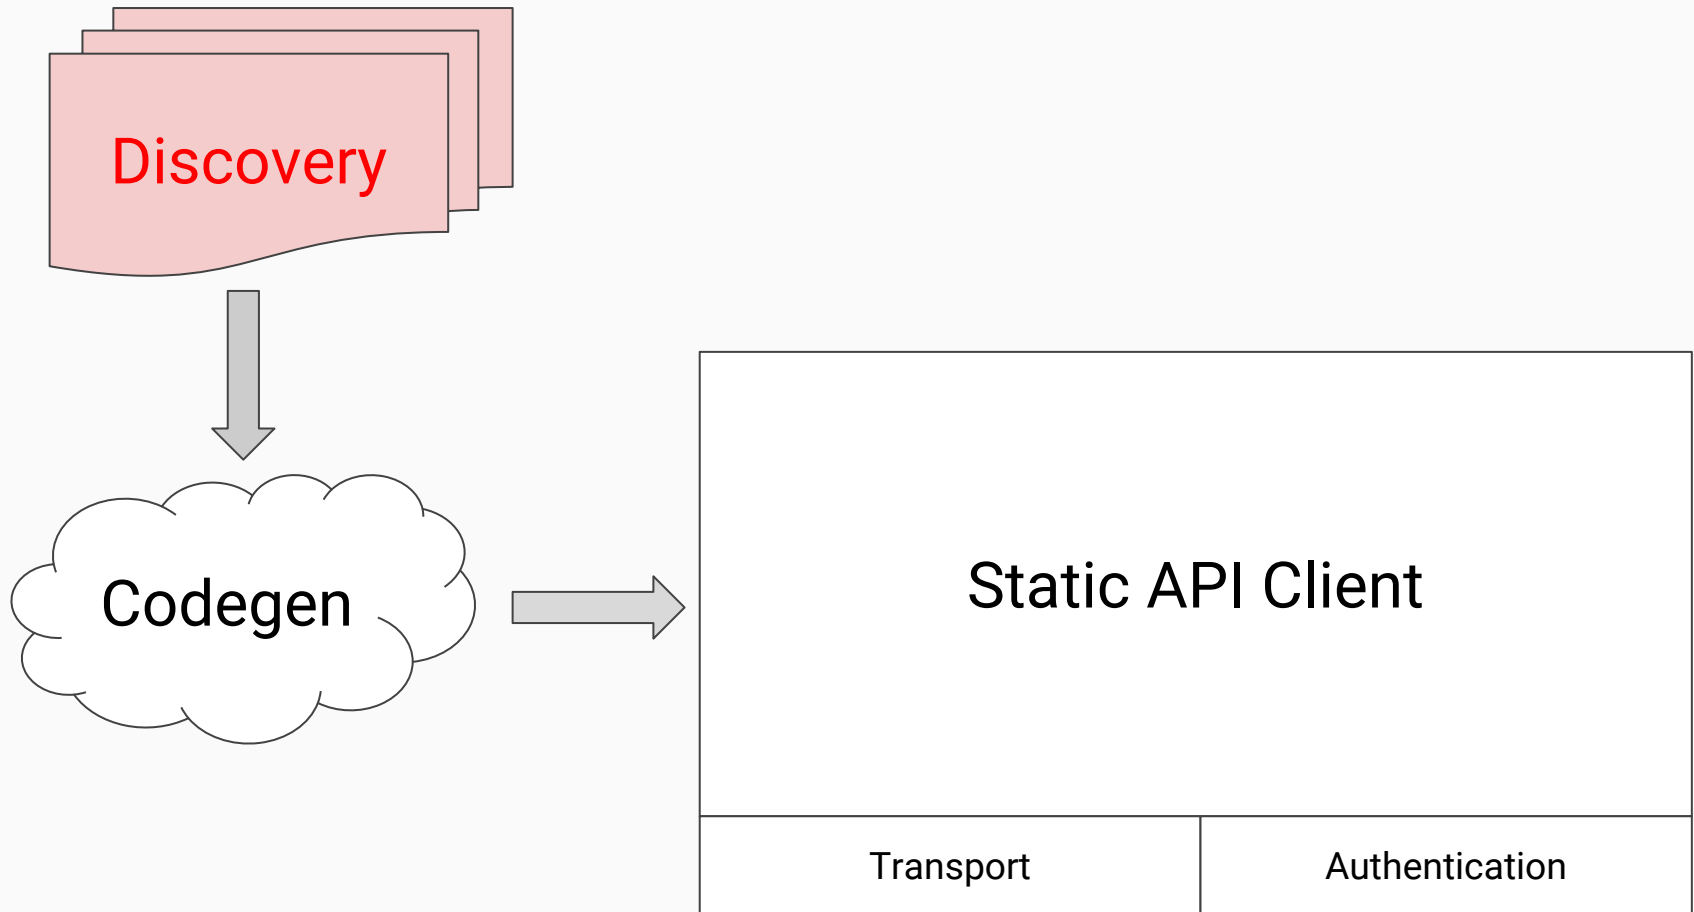 Discovery
Codegen
Static API Client
Transport
Authentication